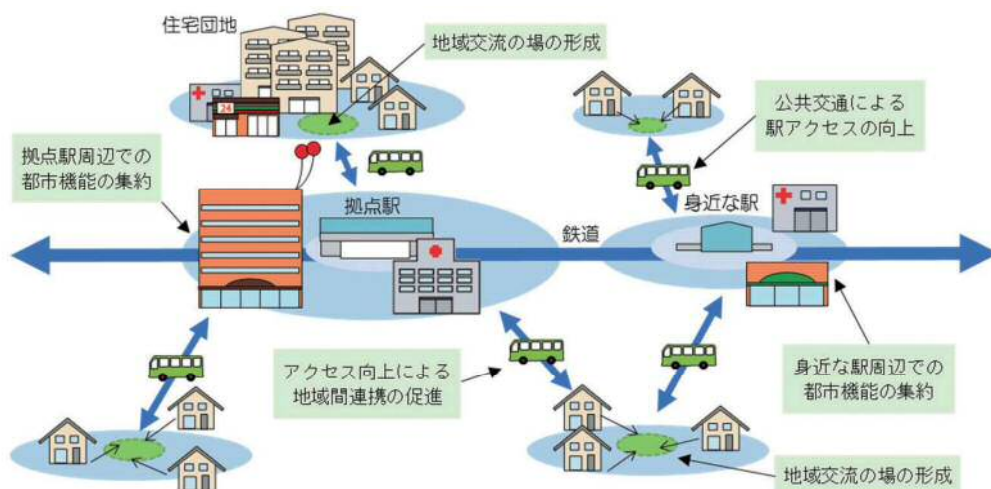 住宅団地
地域交流の場の形成
公共交通による
駅アクセスの向上
24
拠点駅周辺での
都市機能の集約
拠点駅
鉄道
身近な駅
アクセス向上による
地域間連携の促進
身近な駅周辺での
都市機能の集約
地域交流の場の形成